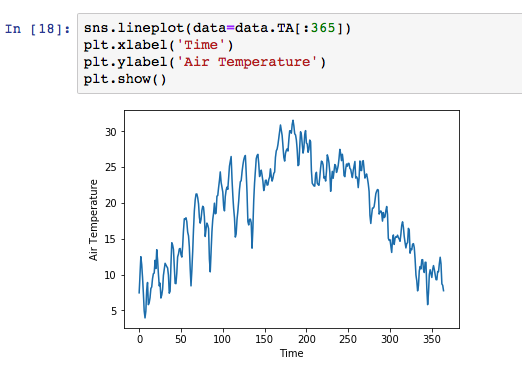 In [18]: sns.lineplot(data=data.TA[:365])
plt.xlabel('Time')
plt.ylabel('Air Temperature')
plt.show()
30
25
20
15
10
5
Air Temperature
0 50 100 150 200 250 300 350
Time